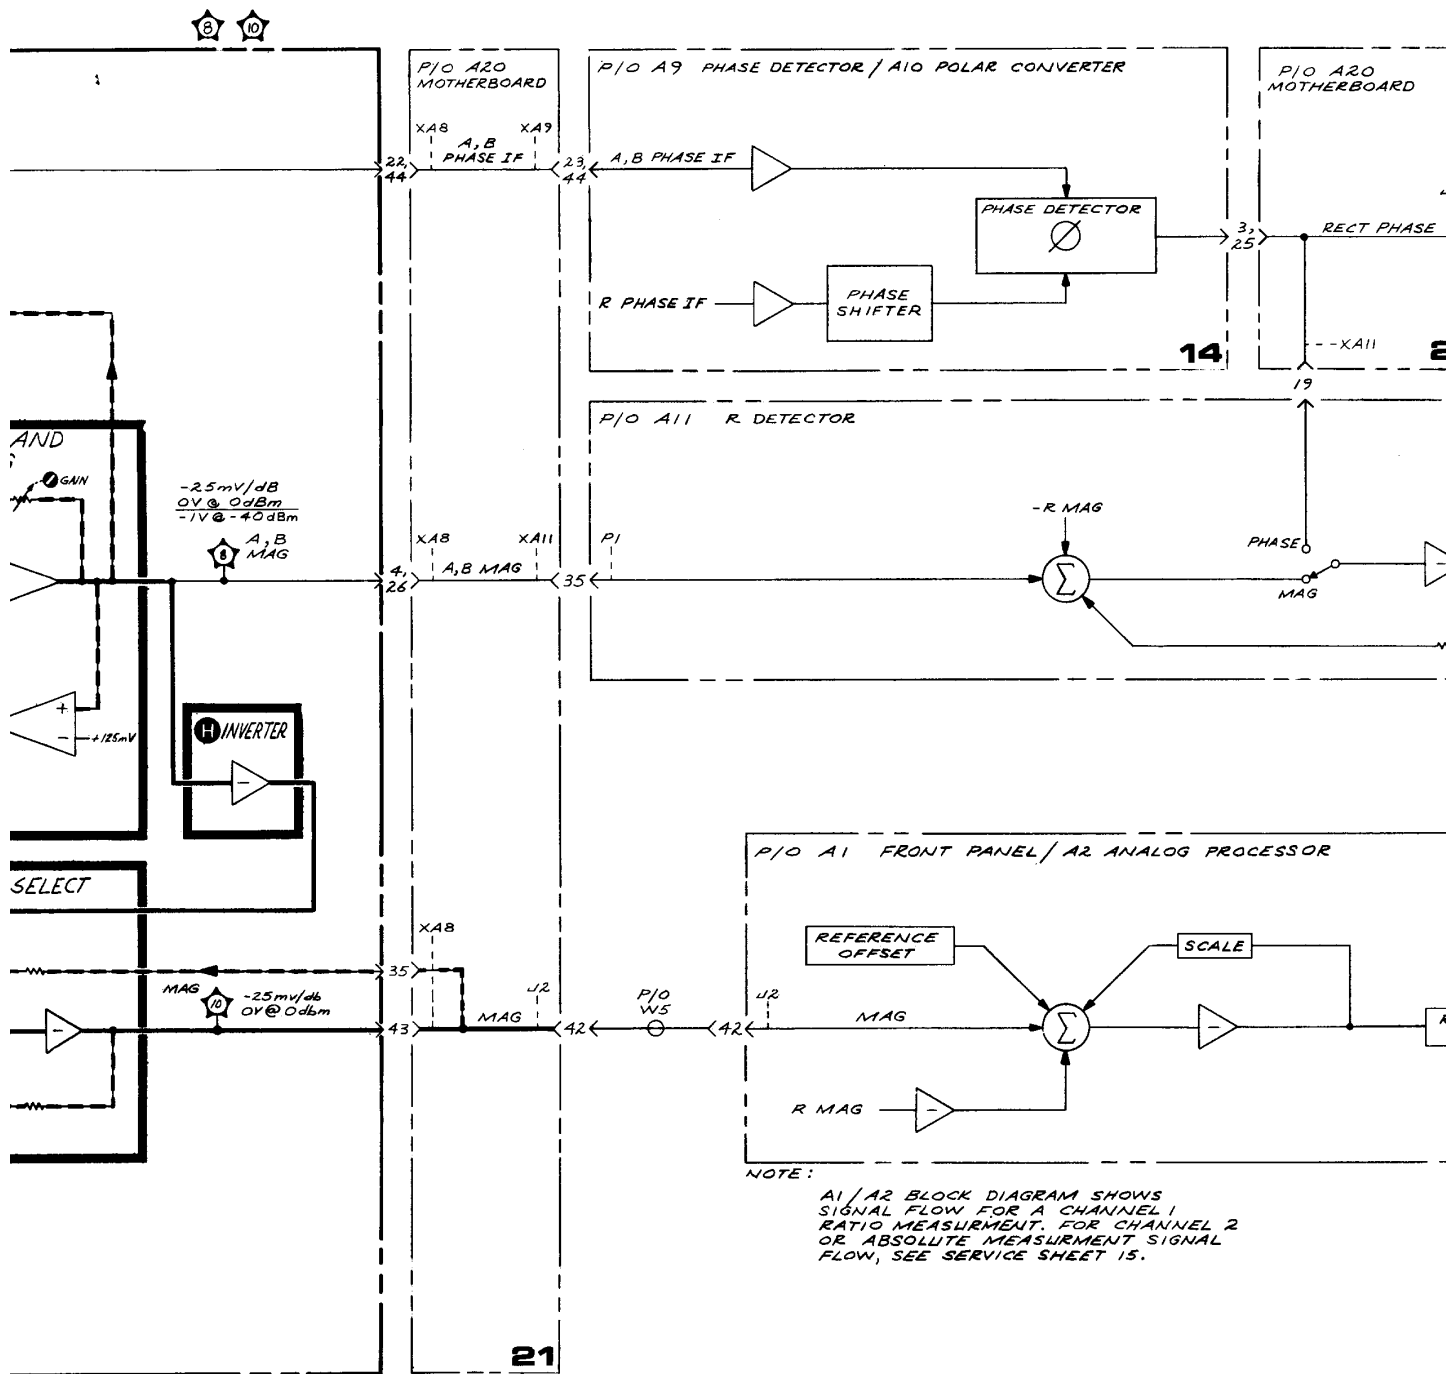 8 10
P/O A20
MOTHERBOARD
P/O A9 PHASE DETECTOR/A10 POLAR CONVERTER
P/O A20
MOTHERBOARD
XA8
XA9
A,B
PHASE IF
22,
44
23,
44
A,B PHASE IF
PHASE DETECTOR
3,
25
RECT PHASE
R PHASE IF
PHASE
SHIFTER
14
--XA11
19
P/O A11 R DETECTOR
AND
GAIN
-25mV/dB
0V@ 0dBm
-1V@-40dBm
8
A,B
MAG
-R MAG
XA8
XA11
P1
4,
26
A,B MAG
35
Σ
PHASE
MAG
-
+
-
+125mV
H INVERTER
-
P/O A1 FRONT PANEL/A2 ANALOG PROCESSOR
SELECT
XA8
REFERENCE
OFFSET
SCALE
35
MAG
10
-25mv/db
0V@0dbm
J2
P/O
W5
J2
-
43
MAG
42
42
MAG
Σ
-
R MAG
-
NOTE:
A1/A2 BLOCK DIAGRAM SHOWS
SIGNAL FLOW FOR A CHANNEL 1
RATIO MEASURMENT. FOR CHANNEL 2
OR ABSOLUTE MEASURMENT SIGNAL
FLOW, SEE SERVICE SHEET 15.
21